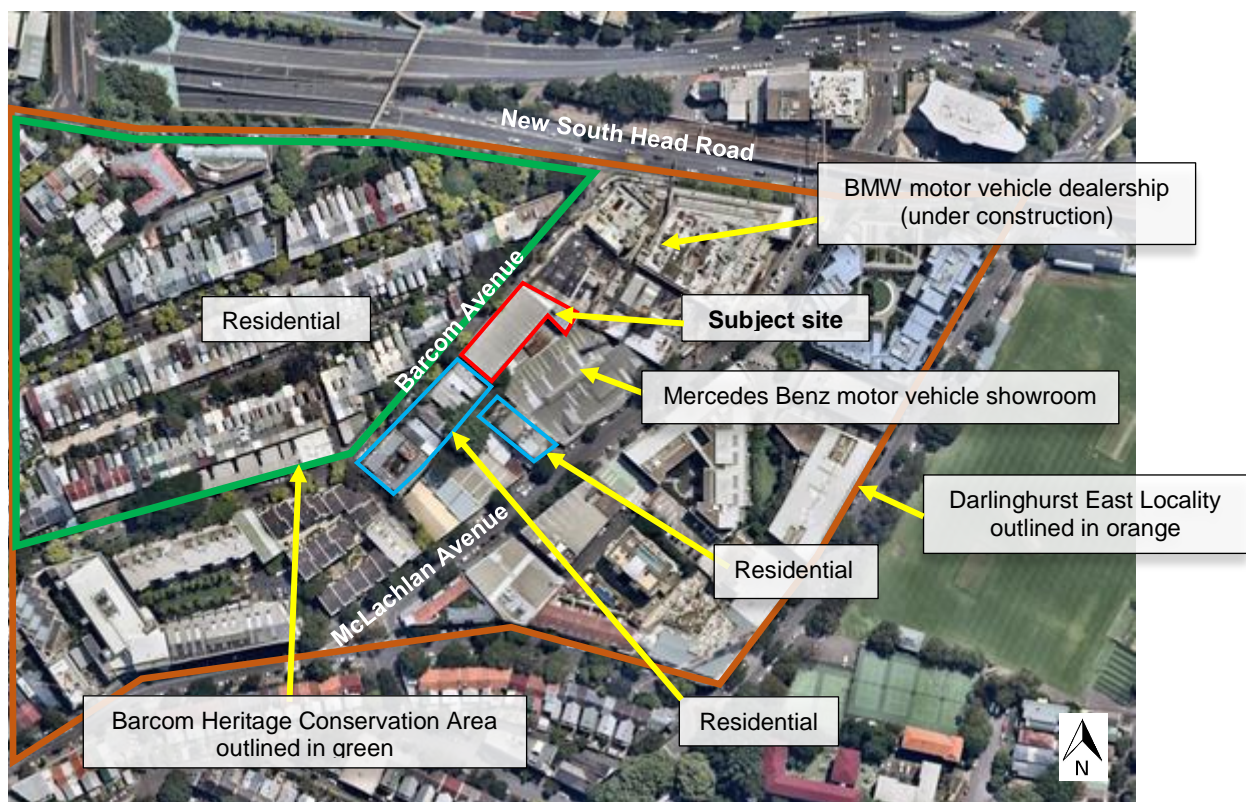 New South Head Road
BMW motor vehicle dealership
(under construction)
Barcom Avenue
Residential
Subject site
Mercedes Benz motor vehicle showroom
Darlinghurst East Locality
outlined in orange
McLachlan Avenue
Residential
Barcom Heritage Conservation Area
outlined in green
Residential
N